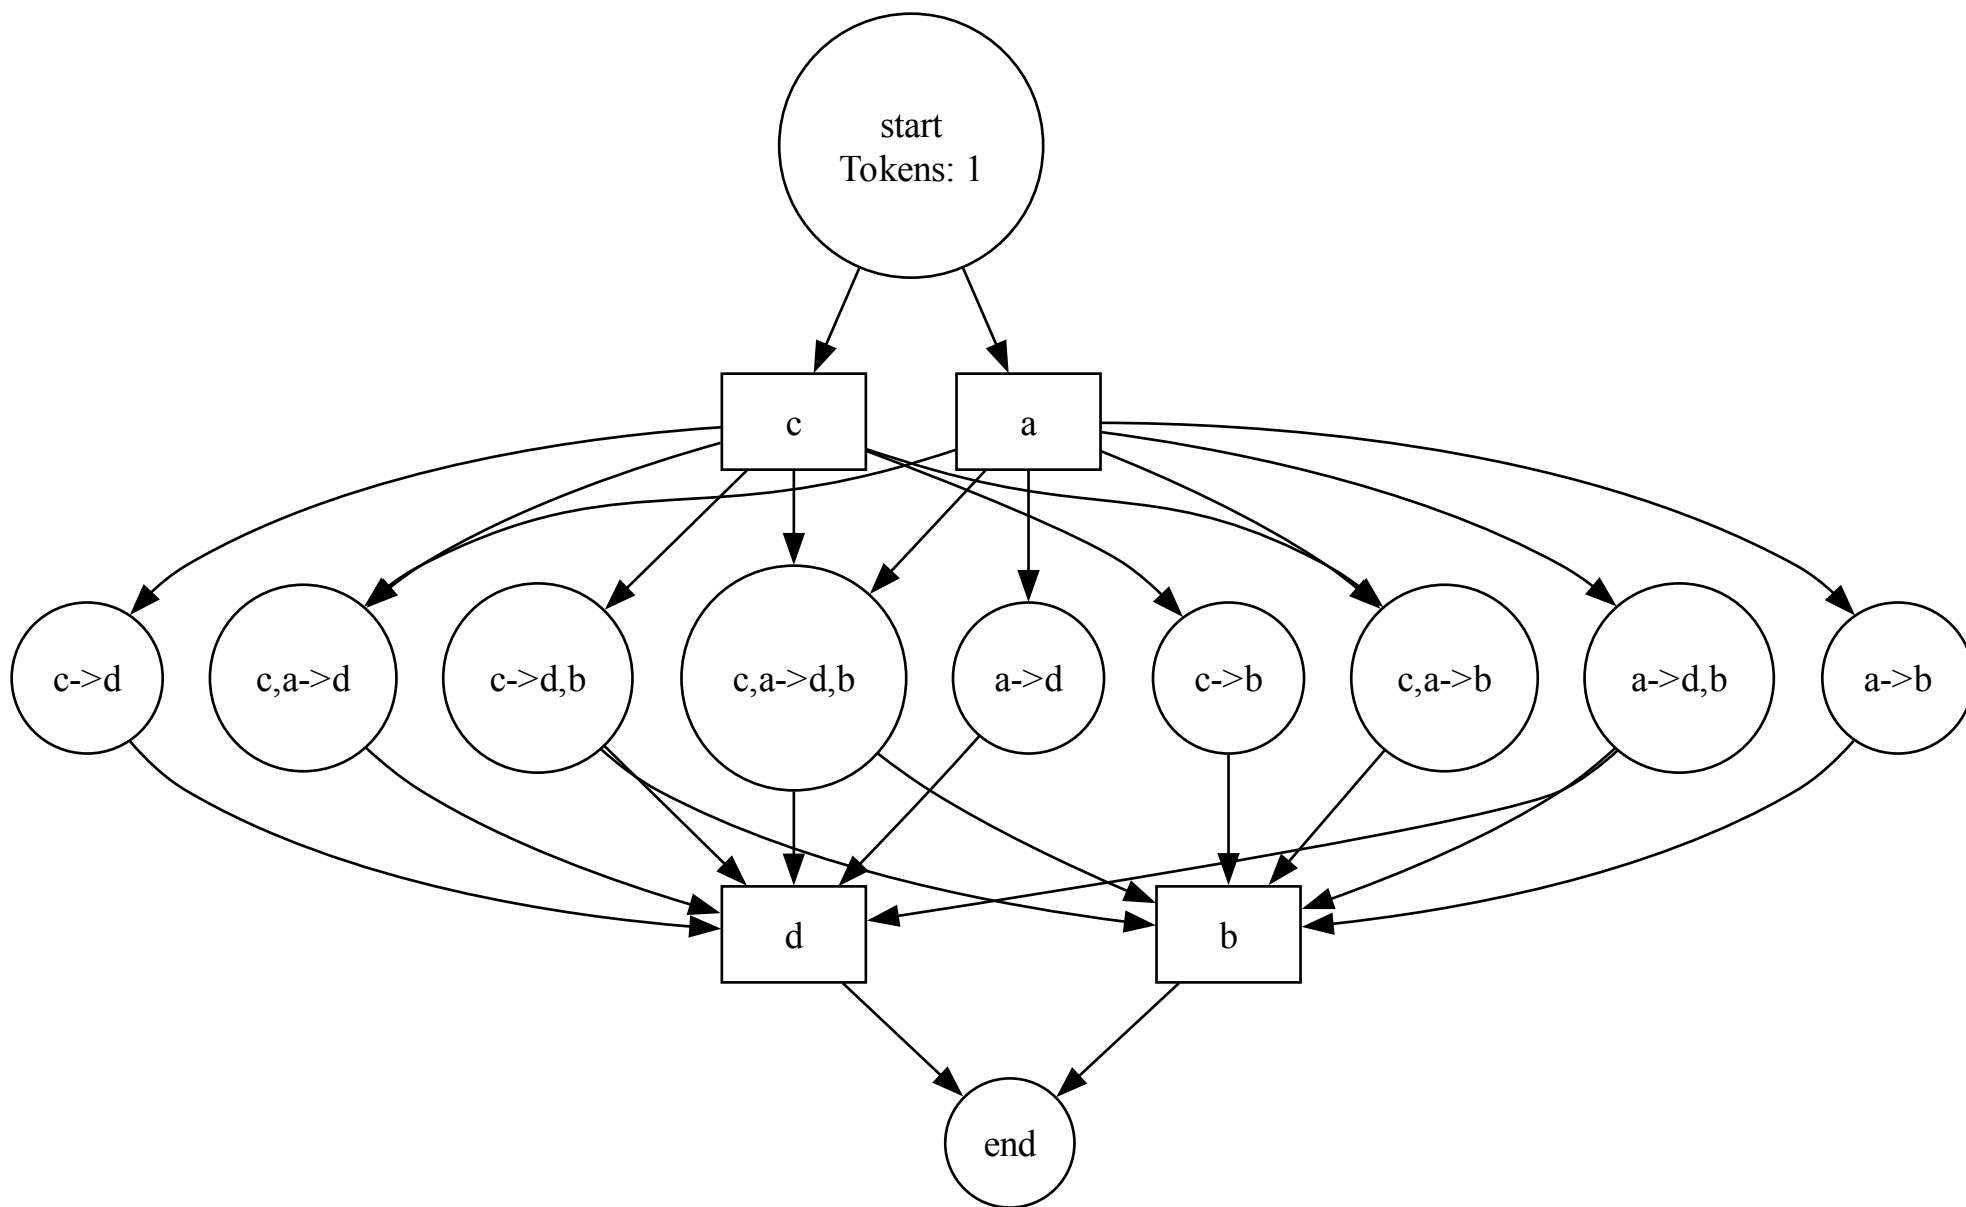 start
Tokens: 1
c
a
c->d
c,a->d
c->d,b
c,a->d,b
a->d
c->b
c,a->b
a->d,b
a->b
d
b
end